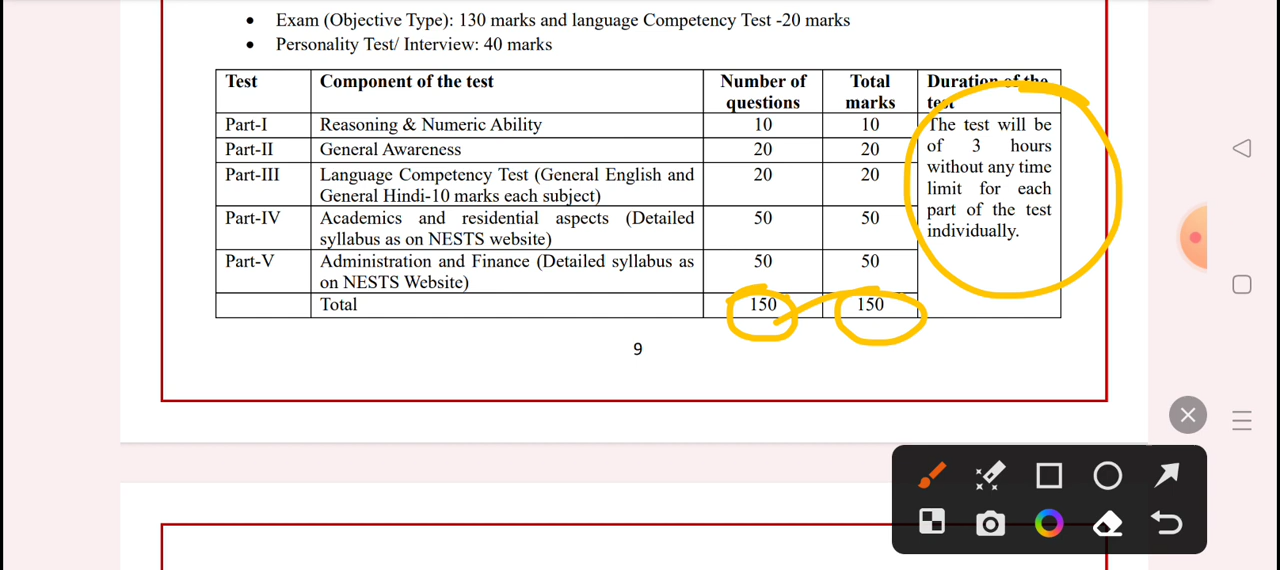 • Exam (Objective Type): 130 marks and language Competency Test -20 marks
• Personality Test/ Interview: 40 marks
Test Component of the test Number of questions Total marks Duration of the test
Part-I Reasoning & Numeric Ability 10 10 The test will be
of 3 hours
without any time
limit for each
part of the test
individually.
Part-II General Awareness 20 20
Part-III Language Competency Test (General English and
General Hindi-10 marks each subject) 20 20
Part-IV Academics and residential aspects (Detailed
syllabus as on NESTS website) 50 50
Part-V Administration and Finance (Detailed syllabus as
on NESTS Website) 50 50
Total 150 150
9